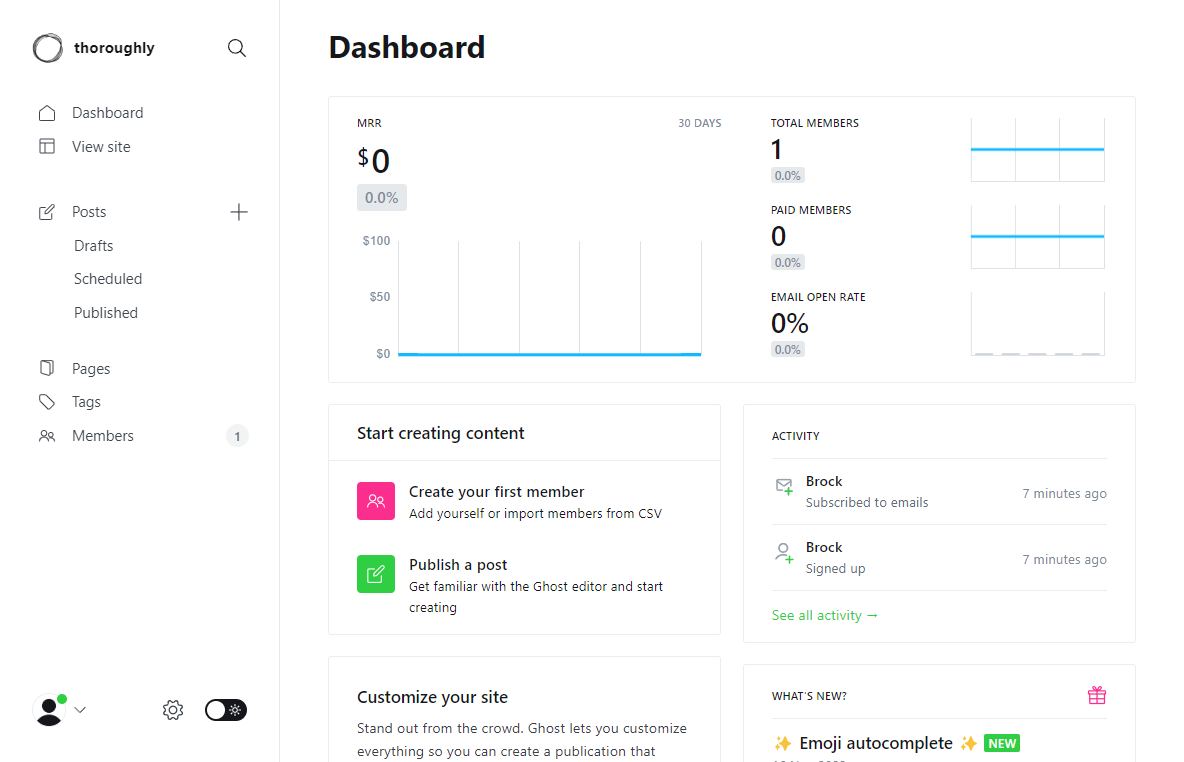 thoroughly
Dashboard
View site
Posts
Drafts
Scheduled
Published
Pages
Tags
Members
1
Dashboard
MRR
30 DAYS
$0
0.0%
$100
$50
$0
TOTAL MEMBERS
1
0.0%
PAID MEMBERS
0
0.0%
EMAIL OPEN RATE
0%
0.0%
Start creating content
Create your first member
Add yourself or import members from CSV
Publish a post
Get familiar with the Ghost editor and start
creating
ACTIVITY
Brock
Subscribed to emails
7 minutes ago
Brock
Signed up
7 minutes ago
See all activity →
Customize your site
Stand out from the crowd. Ghost lets you customize
everything so you can create a publication that
WHAT'S NEW?
✨ Emoji autocomplete ✨ NEW